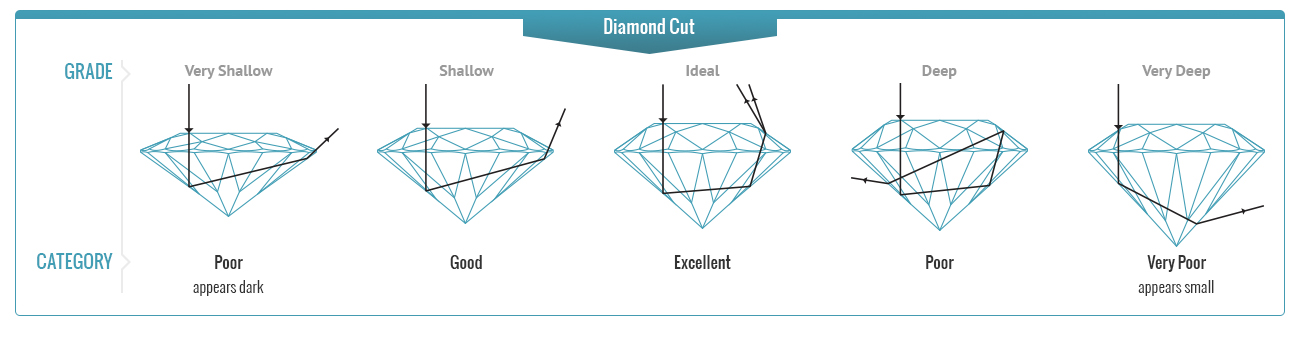 Diamond Cut
GRADE
Very Shallow
Shallow
Ideal
Deep
Very Deep
CATEGORY
Poor
Good
Excellent
Poor
Very Poor
appears dark
appears small